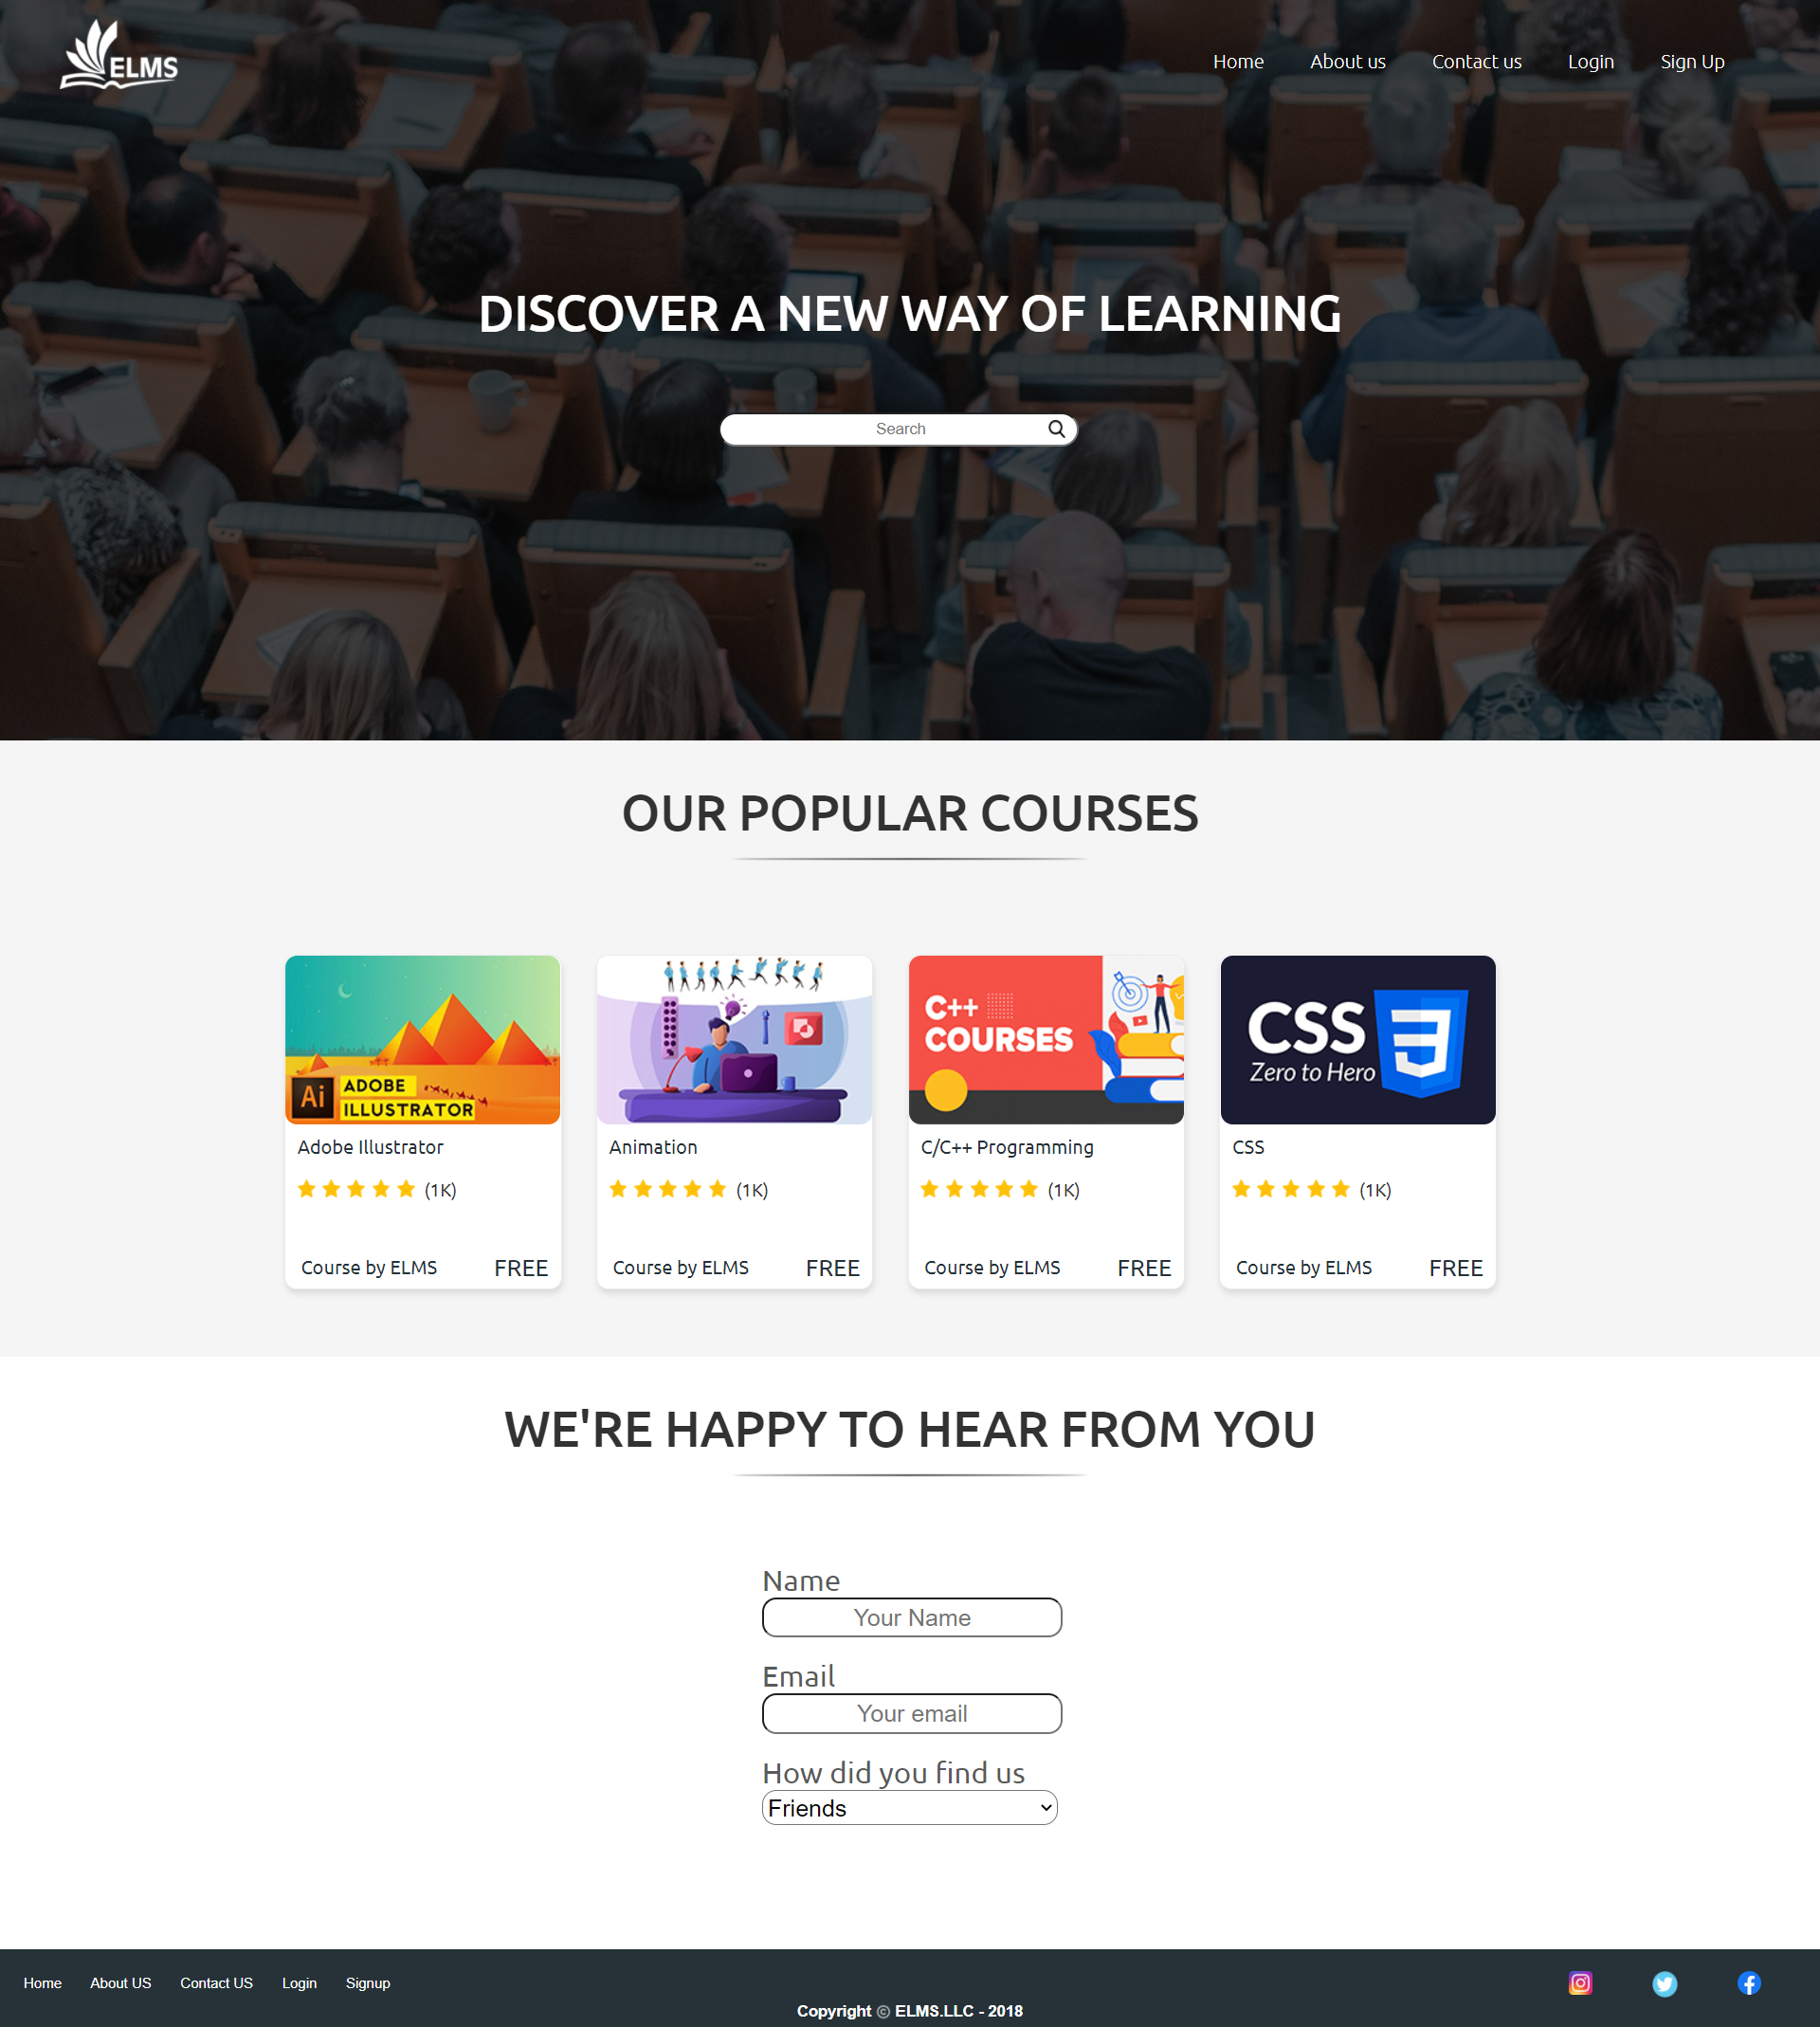 ELMS
Home About us Contact us Login Sign Up
DISCOVER A NEW WAY OF LEARNING
Search
OUR POPULAR COURSES
Ai ADOBE
ILLUSTRATOR
Adobe Illustrator
(1K)
Course by ELMS FREE
Animation
(1K)
Course by ELMS FREE
C++
COURSES
C/C++ Programming
(1K)
Course by ELMS FREE
CSS 3
Zero to Hero
CSS
(1K)
Course by ELMS FREE
WE'RE HAPPY TO HEAR FROM YOU
Name
Your Name
Email
Your email
How did you find us
Friends
Home About US Contact US Login Signup
Copyright © ELMS.LLC - 2018